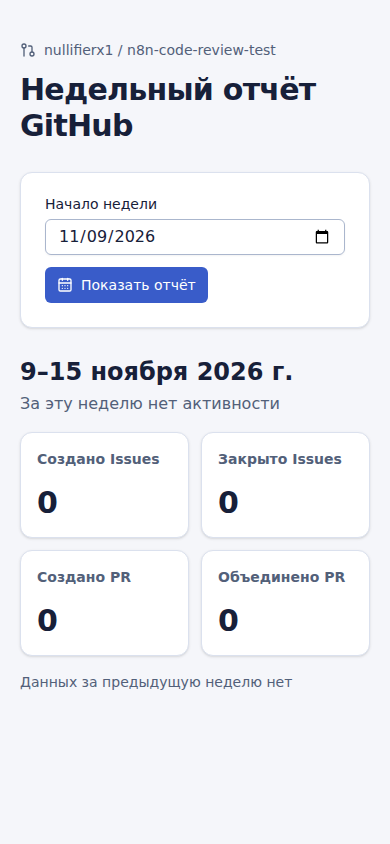 nullifierx1 / n8n-code-review-test
Недельный отчёт
GitHub
Начало недели
11/09/2026
Показать отчёт
9–15 ноября 2026 г.
За эту неделю нет активности
Создано Issues
0
Закрыто Issues
0
Создано PR
0
Объединено PR
0
Данных за предыдущую неделю нет